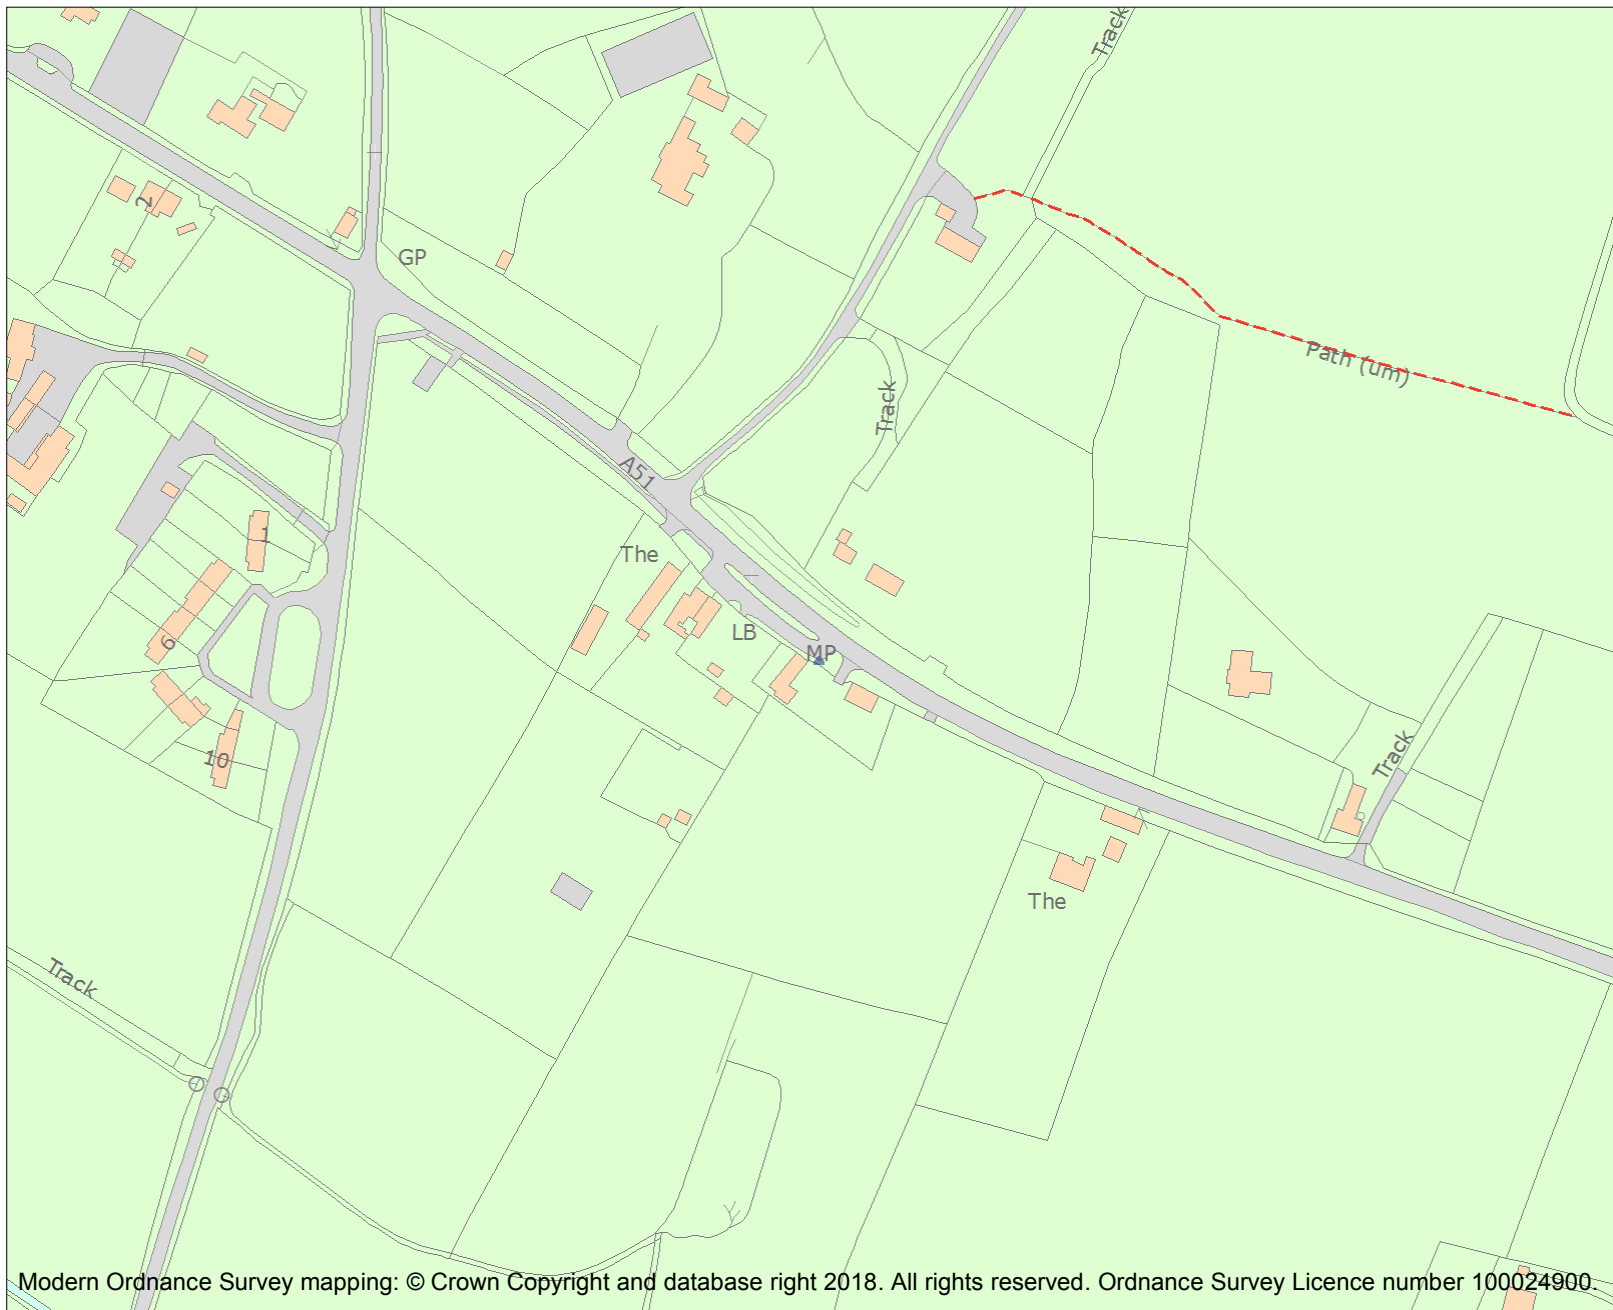 Track
2
GP
Path (um)
Track
A51
1
The
LB
6
MP
10
Track
The
Track
Modern Ordnance Survey mapping: © Crown Copyright and database right 2018. All rights reserved. Ordnance Survey Licence number 100024900.